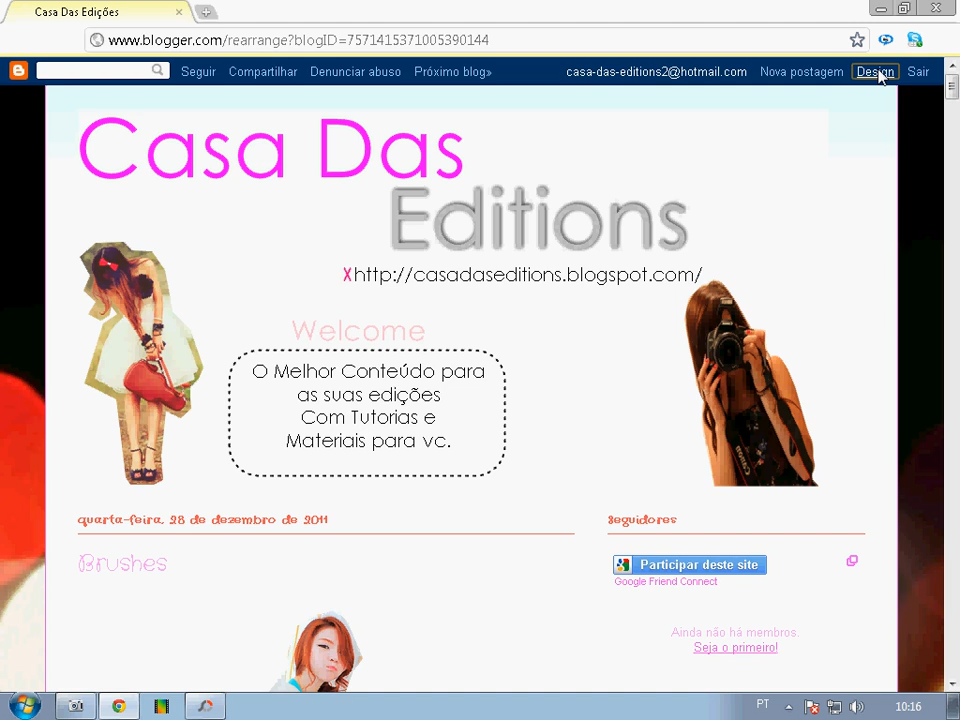 Casa Das Edições
www.blogger.com/rearrange?blogID=7571415371005390144
Seguir Compartilhar Denunciar abuso Próximo blog» casa-das-editions2@hotmail.com Nova postagem Design Sair
Casa Das
Editions
Xhttp://casadaseditions.blogspot.com/
Welcome
O Melhor Conteúdo para
as suas edições
Com Tutorias e
Materiais para vc.
quarta-feira, 28 de dezembro de 2011
Seguidores
Brushes
Participar deste site
Google Friend Connect
Ainda não há membros.
Seja o primeiro!
Canon
PT 10:16